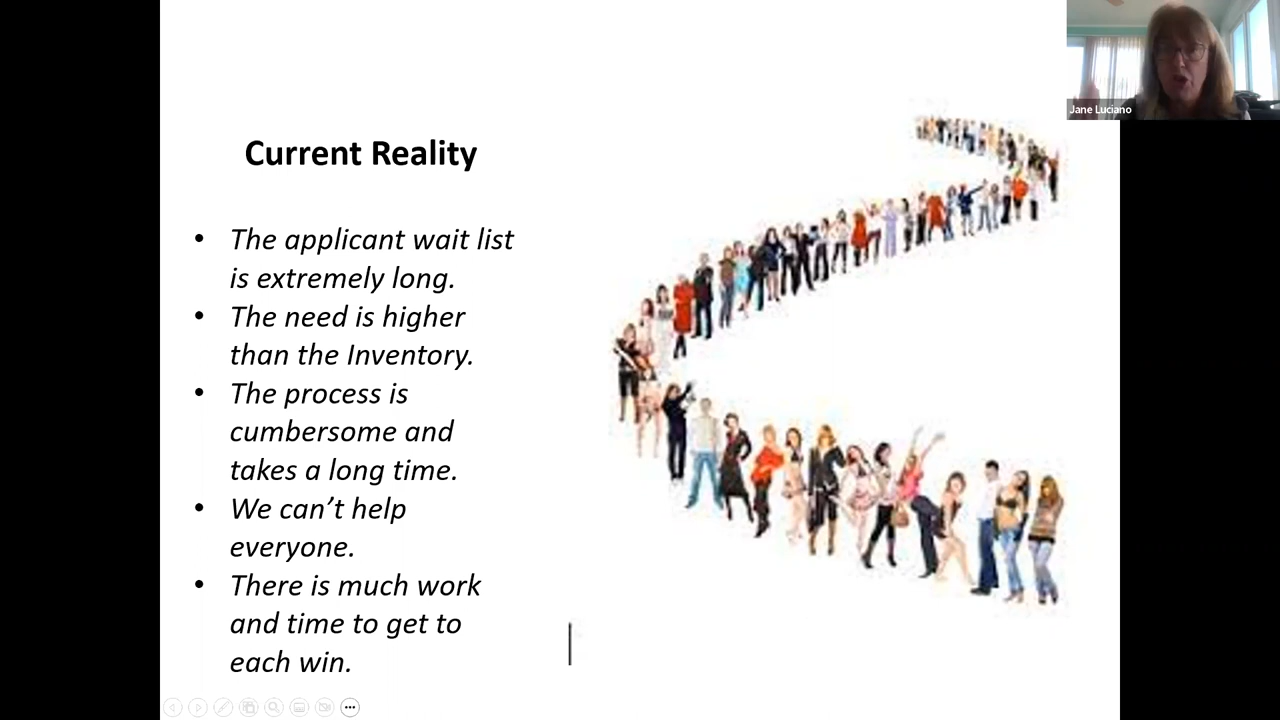 Current Reality
• The applicant wait list
is extremely long.
• The need is higher
than the Inventory.
• The process is
cumbersome and
takes a long time.
• We can’t help
everyone.
• There is much work
and time to get to
each win.
Jane Luciano